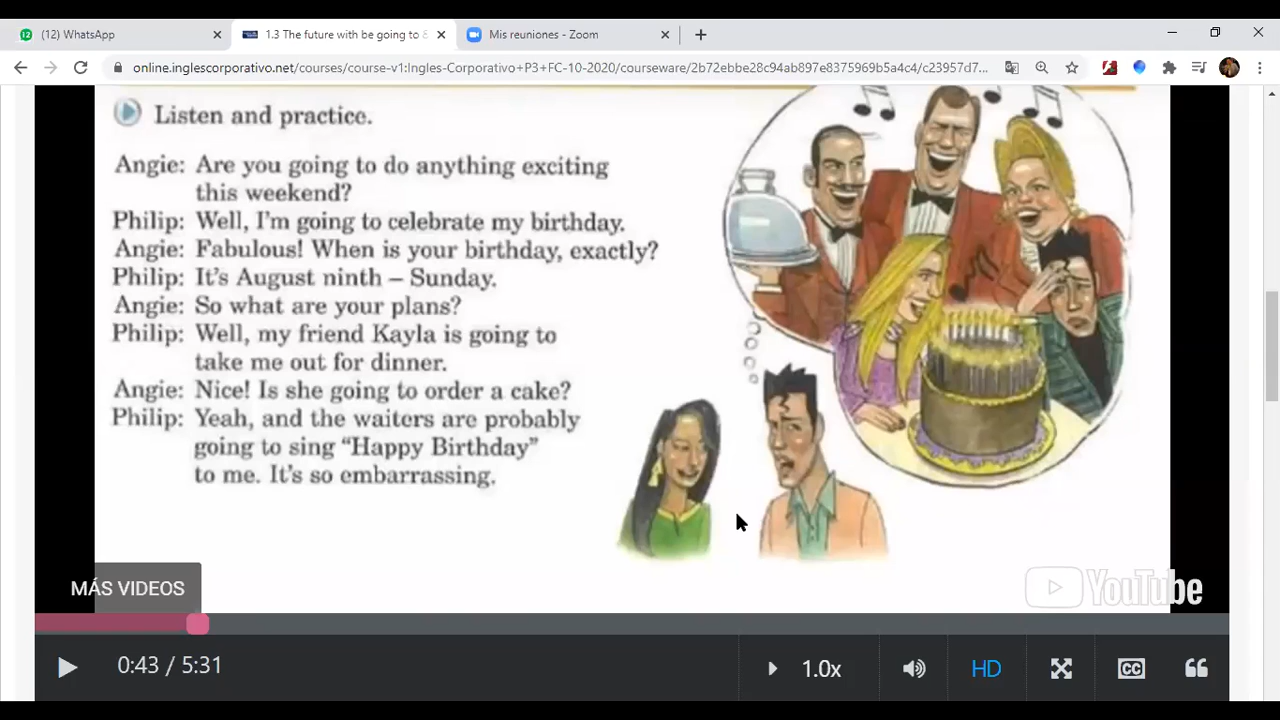 (12) WhatsApp
1.3 The future with be going to &
Mis reuniones - Zoom
online.inglescorporativo.net/courses/course-v1:Ingles-Corporativo+P3+FC-10-2020/courseware/2b72ebbe28c94ab897e8375969b5a4c4/c23957d7...
Listen and practice.
Angie: Are you going to do anything exciting
this weekend?
Philip: Well, I'm going to celebrate my birthday.
Angie: Fabulous! When is your birthday, exactly?
Philip: It's August ninth – Sunday.
Angie: So what are your plans?
Philip: Well, my friend Kayla is going to
take me out for dinner.
Angie: Nice! Is she going to order a cake?
Philip: Yeah, and the waiters are probably
going to sing “Happy Birthday”
to me. It's so embarrassing.
MÁS VIDEOS
YouTube
0:43 / 5:31
1.0x
HD
CC